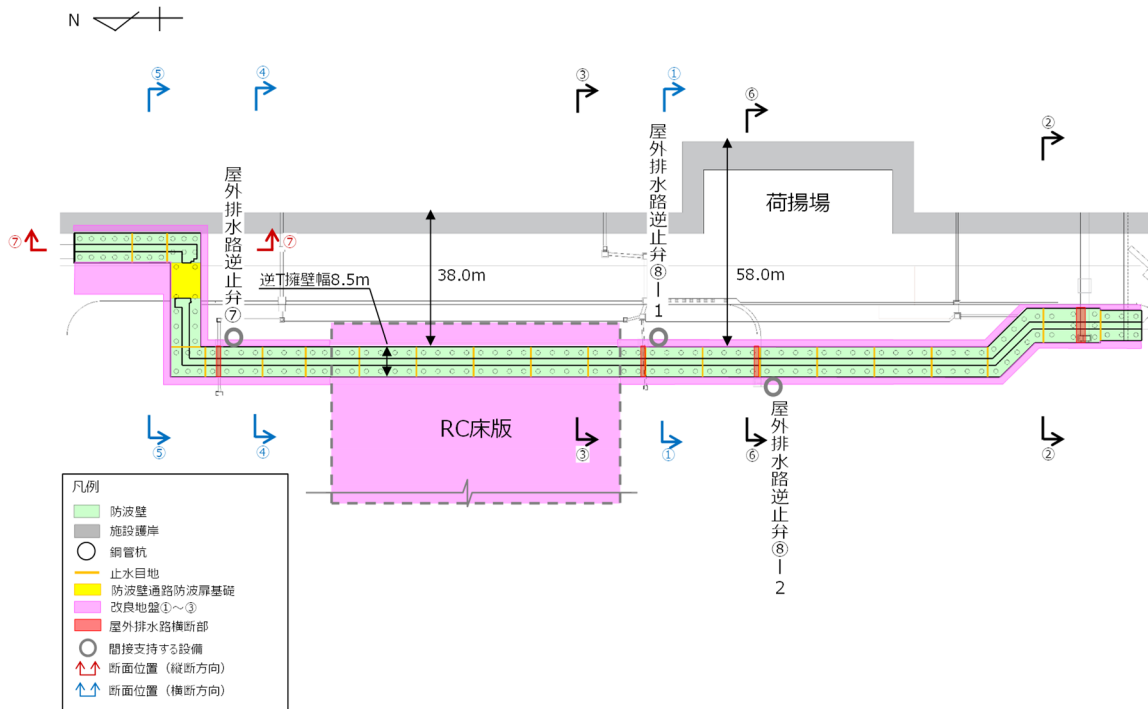 N
⑤
④
③
①
⑥
②
屋外排水路逆止弁⑦
屋外排水路逆止弁⑧ー1
荷揚場
⑦
⑦
逆T擁壁幅8.5m
38.0m
58.0m
RC床版
⑤
④
③
①
⑥
②
屋外排水路逆止弁⑧ー2
凡例
防波壁
施設護岸
鋼管杭
止水目地
防波壁通路防波扉基礎
改良地盤①～③
屋外排水路横断部
間接支持する設備
断面位置（縦断方向）
断面位置（横断方向）